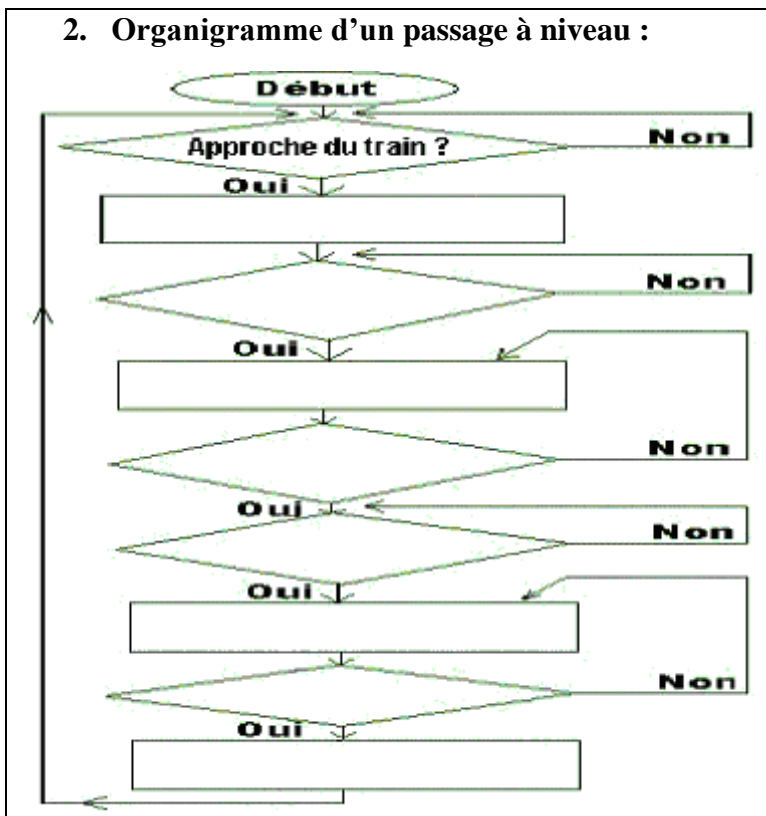 2. Organigramme d'un passage à niveau :
Début
Non
Approche du train ?
Oui
Non
Oui
Non
Oui
Non
Oui
Non
Oui